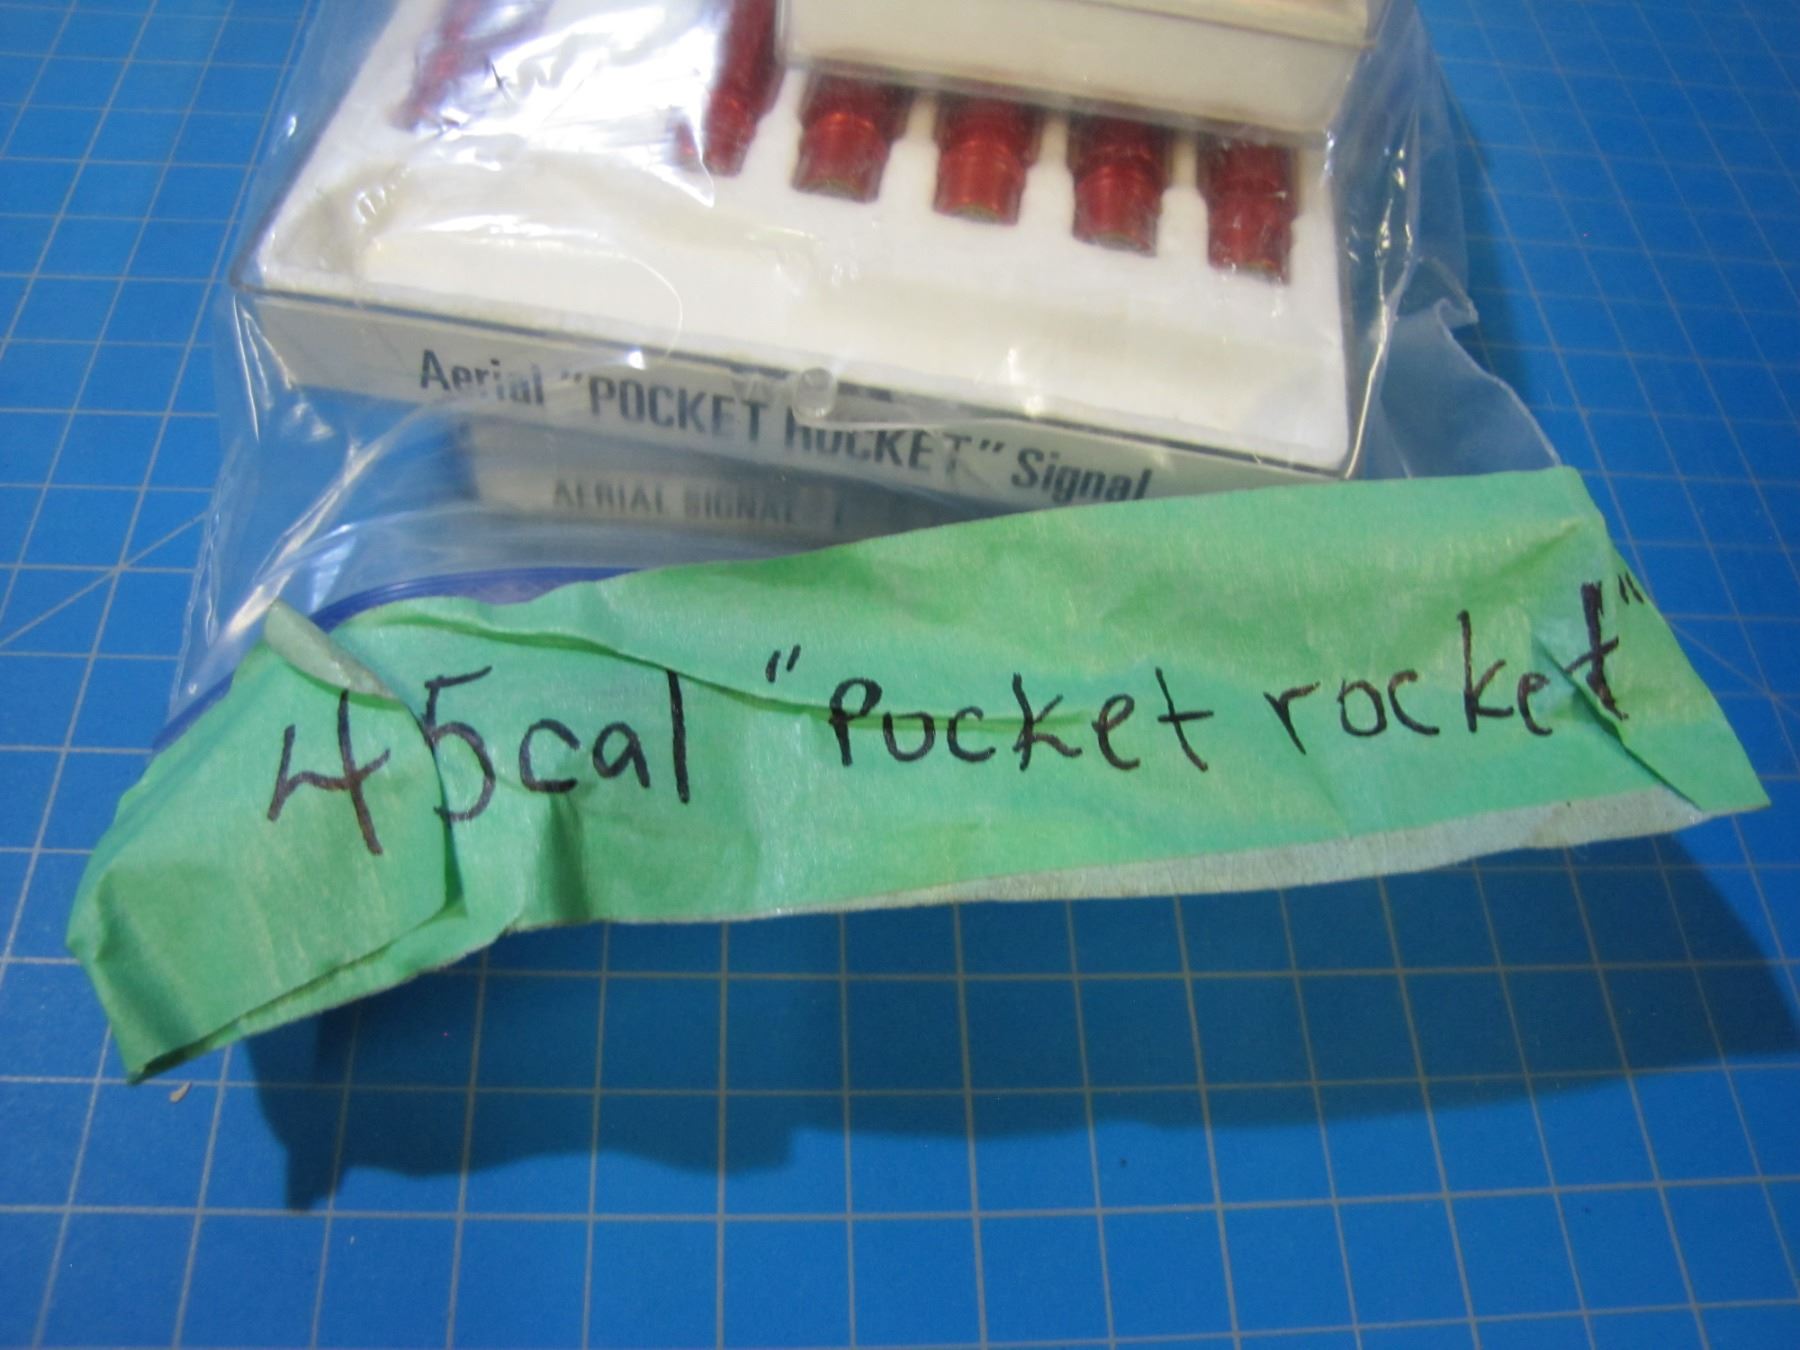 Aerial "POCKET ROCKET" Signal
AERIAL SIGNAL
45cal "Pocket rocket"